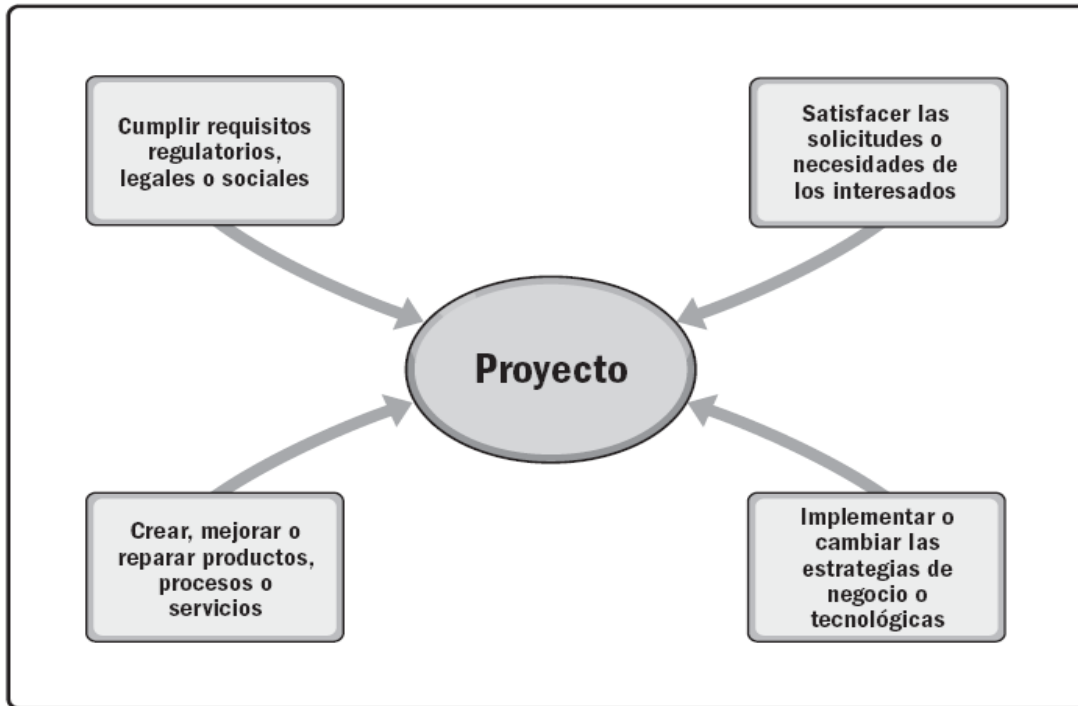 Cumplir requisitos
regulatorios,
legales o sociales
Satisfacer las
solicitudes o
necesidades de
los interesados
Proyecto
Crear, mejorar o
reparar productos,
procesos o
servicios
Implementar o
cambiar las
estrategias de
negocio o
tecnológicas